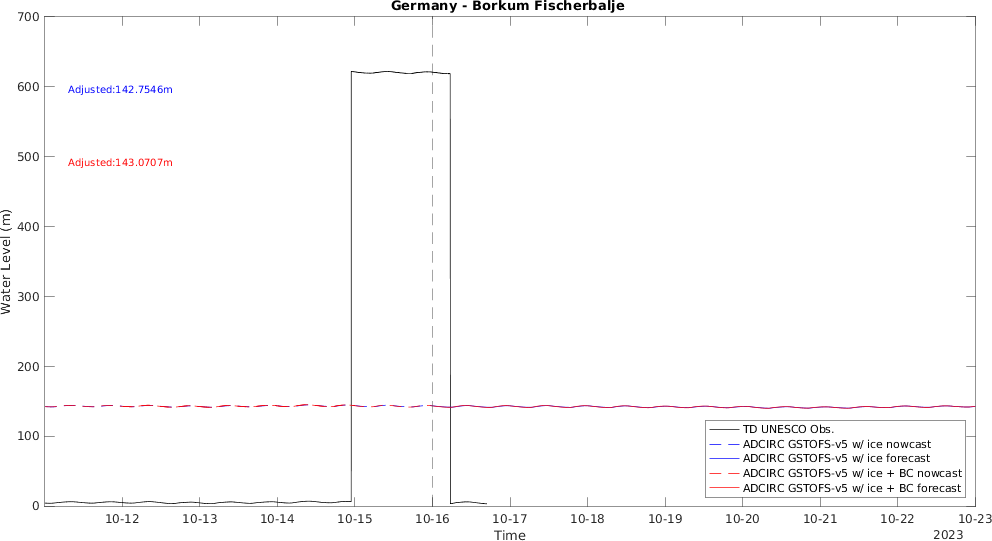 Germany - Borkum Fischerbalje
700
600
500
400
300
200
100
0
Water Level (m)
Adjusted:142.7546m
Adjusted:143.0707m
TD UNESCO Obs.
ADCIRC GSTOFS-v5 w/ ice nowcast
ADCIRC GSTOFS-v5 w/ ice forecast
ADCIRC GSTOFS-v5 w/ ice + BC nowcast
ADCIRC GSTOFS-v5 w/ ice + BC forecast
10-12 10-13 10-14 10-15 10-16 10-17 10-18 10-19 10-20 10-21 10-22 10-23
Time
2023